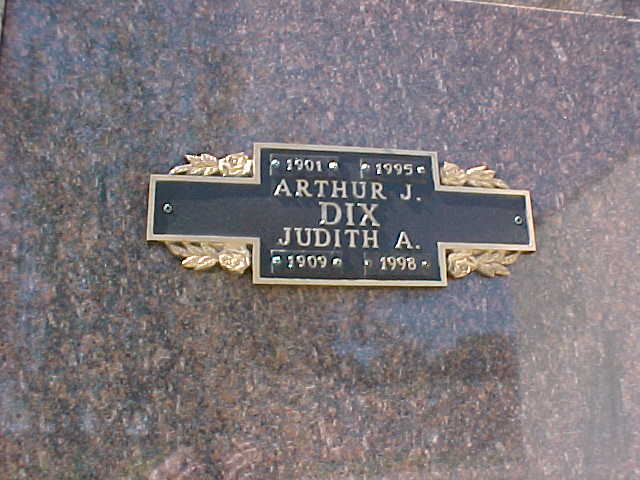 1901 1995
ARTHUR J.
DIX
JUDITH A.
1909 1998